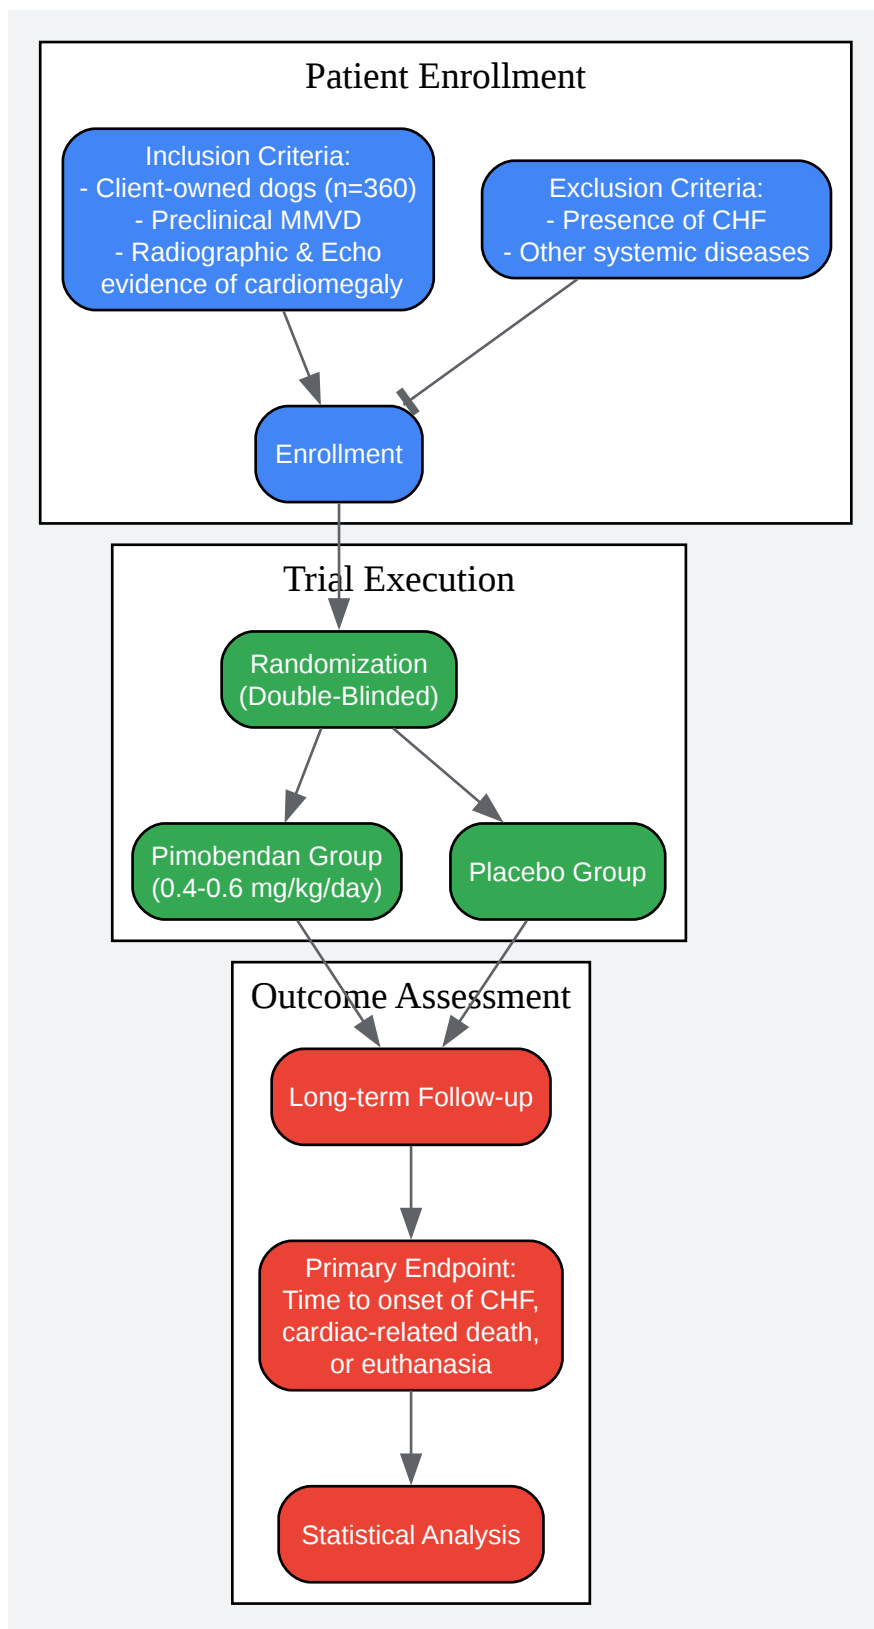 Patient Enrollment
Inclusion Criteria:
- Client-owned dogs (n=360)
- Preclinical MMVD
- Radiographic & Echo
evidence of cardiomegaly
Exclusion Criteria:
- Presence of CHF
- Other systemic diseases
Enrollment
Trial Execution
Randomization
(Double-Blinded)
Pimobendan Group
(0.4-0.6 mg/kg/day)
Placebo Group
Outcome Assessment
Long-term Follow-up
Primary Endpoint:
Time to onset of CHF,
cardiac-related death,
or euthanasia
Statistical Analysis